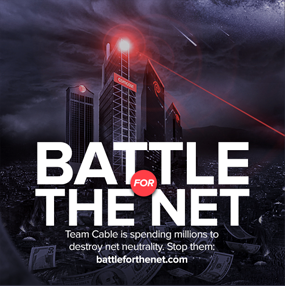 BATTLE
FOR
THE NET
Team Cable is spending millions to
destroy net neutrality. Stop them:
battleforthenet.com